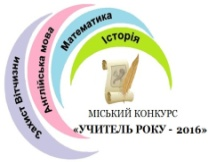 Захист Вітчизни
Англійська мова
Математика
Історія
МІСЬКИЙ КОНКУРС
«УЧИТЕЛЬ РОКУ - 2016»